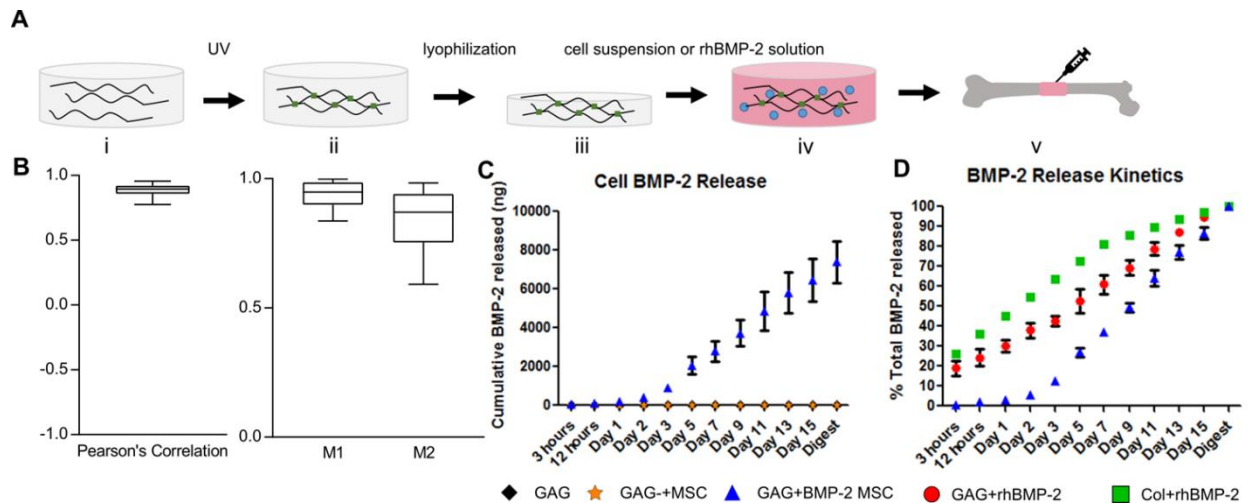 A
UV
lyophilization
cell suspension or rhBMP-2 solution
i
ii
iii
iv
v
B
1.0
0.5
0.0
-0.5
-1.0
Pearson's Correlation
1.0
0.5
0.0
M1
M2
C
Cell BMP-2 Release
Cumulative BMP-2 released (ng)
10000
8000
6000
4000
2000
0
3 hours
12 hours
Day 1
Day 2
Day 3
Day 5
Day 7
Day 9
Day 11
Day 13
Day 15
Digest
D
BMP-2 Release Kinetics
% Total BMP-2 released
100
90
80
70
60
50
40
30
20
10
0
3 hours
12 hours
Day 1
Day 2
Day 3
Day 5
Day 7
Day 9
Day 11
Day 13
Day 15
Digest
GAG
GAG-+MSC
GAG+BMP-2 MSC
GAG+rhBMP-2
Col+rhBMP-2